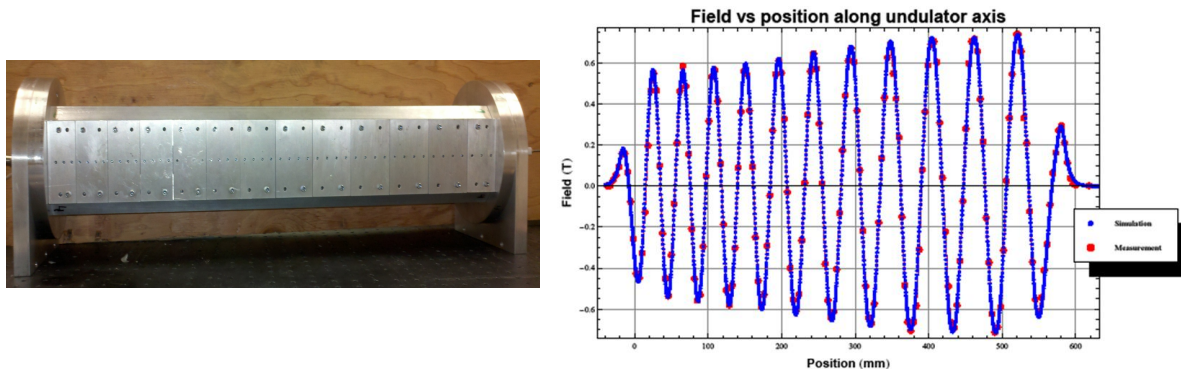 Field vs position along undulator axis
0.6
0.4
0.2
0.0
-0.2
-0.4
-0.6
Field (T)
0 100 200 300 400 500 600
Position (mm)
Simulation
Measurement